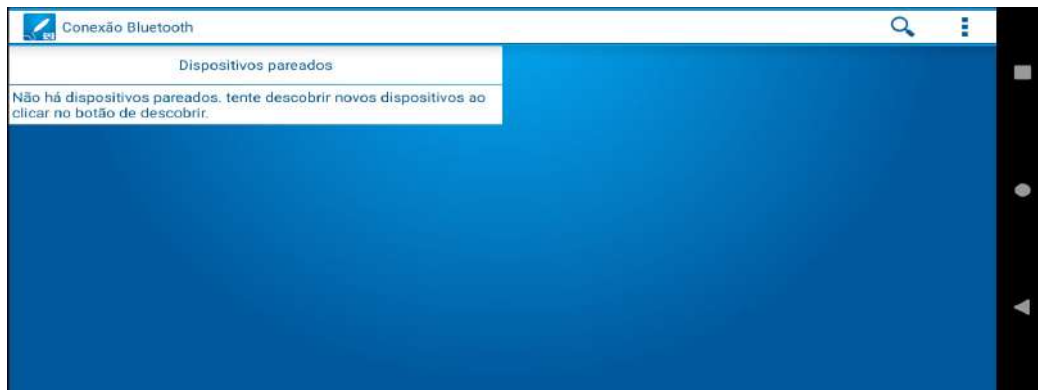 Conexão Bluetooth
Dispositivos pareados
Não há dispositivos pareados. tente descobrir novos dispositivos ao
clicar no botão de descobrir.